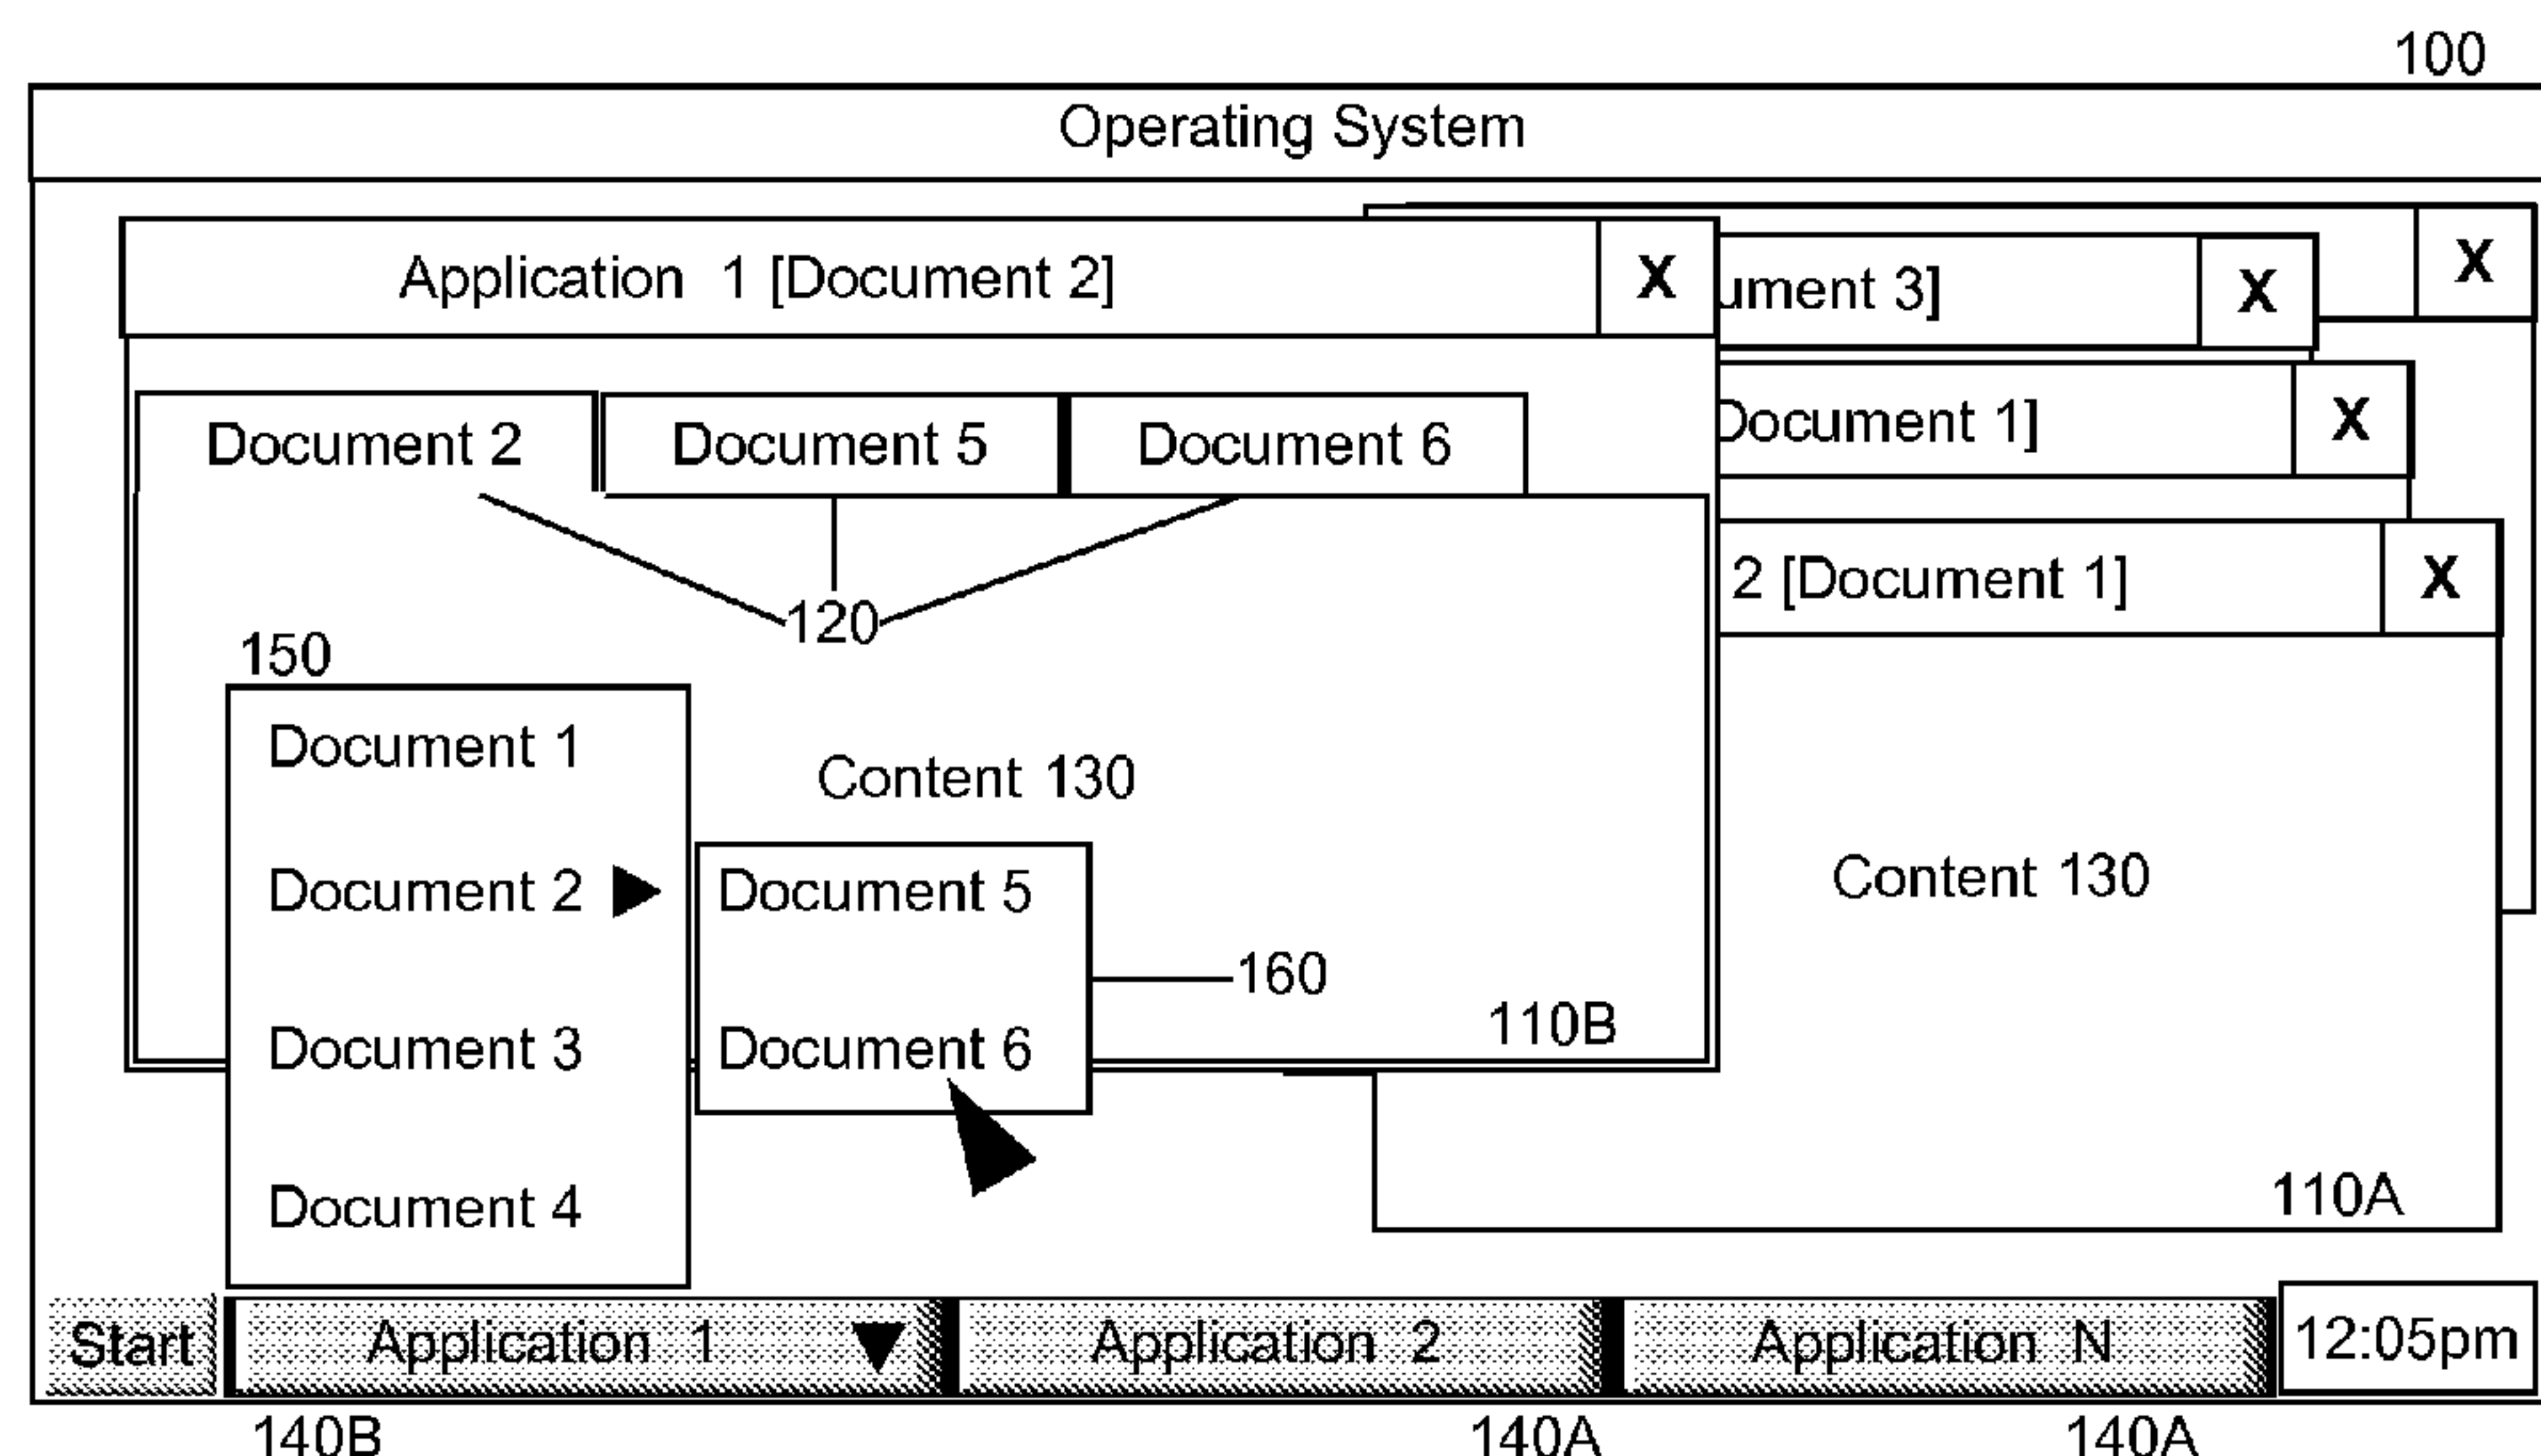 100
Operating System
Application 1 [Document 2] X
ument 3] X
X
Document 1] X
Document 2 Document 5 Document 6
2 [Document 1] X
120
150
Document 1
Content 130
Document 2
Document 5
Content 130
160
110B
Document 3
Document 6
110A
Document 4
Start Application 1 Application 2 Application N 12:05pm
140B 140A 140A